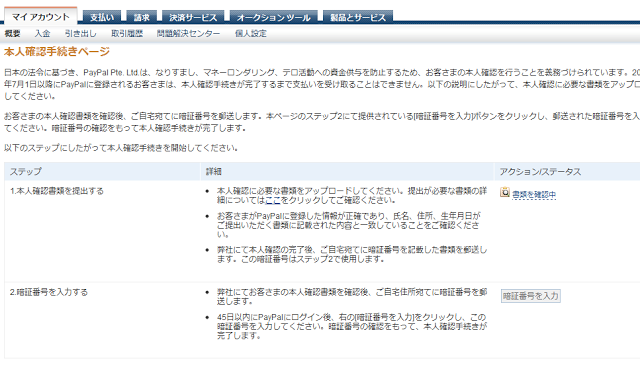 マイ アカウント 支払い 請求 決済サービス オークション ツール 製品とサービス
概要 入金 引き出し 取引履歴 問題解決センター 個人設定
本人確認手続きページ
日本の法令に基づき、PayPal Pte. Ltd.は、なりすまし、マネーロンダリング、テロ活動への資金供与を防止するため、お客さまの本人確認を行うことを義務づけられています。20
年7月1日以降にPayPalに登録されるお客さまは、本人確認手続きが完了するまで支払いを受け取ることはできません。以下の説明にしたがって、本人確認に必要な書類をアップロ
してください。
お客さまの本人確認書類を確認後、ご自宅宛てに暗証番号を郵送します。本ページのステップ2にて提供されている[暗証番号を入力]ボタンをクリックし、郵送された暗証番号を入
てください。暗証番号の確認をもって本人確認手続きが完了します。
以下のステップにしたがって本人確認手続きを開始してください。
ステップ 詳細 アクション/ステータス
1.本人確認書類を提出する
• 本人確認に必要な書類をアップロードしてください。提出が必要な書類の詳
細についてはここをクリックしてご確認ください。
書類を確認中
• お客さまがPayPalに登録した情報が正確であり、氏名、住所、生年月日が
ご提出いただく書類に記載された内容と一致していることをご確認くださ
い。
• 弊社にて本人確認の完了後、ご自宅宛てに暗証番号を記載した書類を郵送し
ます。この暗証番号はステップ2で使用します。
2.暗証番号を入力する
• 弊社にてお客さまの本人確認書類を確認後、ご自宅住所宛てに暗証番号を郵
送します。
暗証番号を入力
• 45日以内にPayPalにログイン後、右の[暗証番号を入力]をクリックし、この
暗証番号を入力してください。暗証番号の確認をもって、本人確認手続きが
完了します。